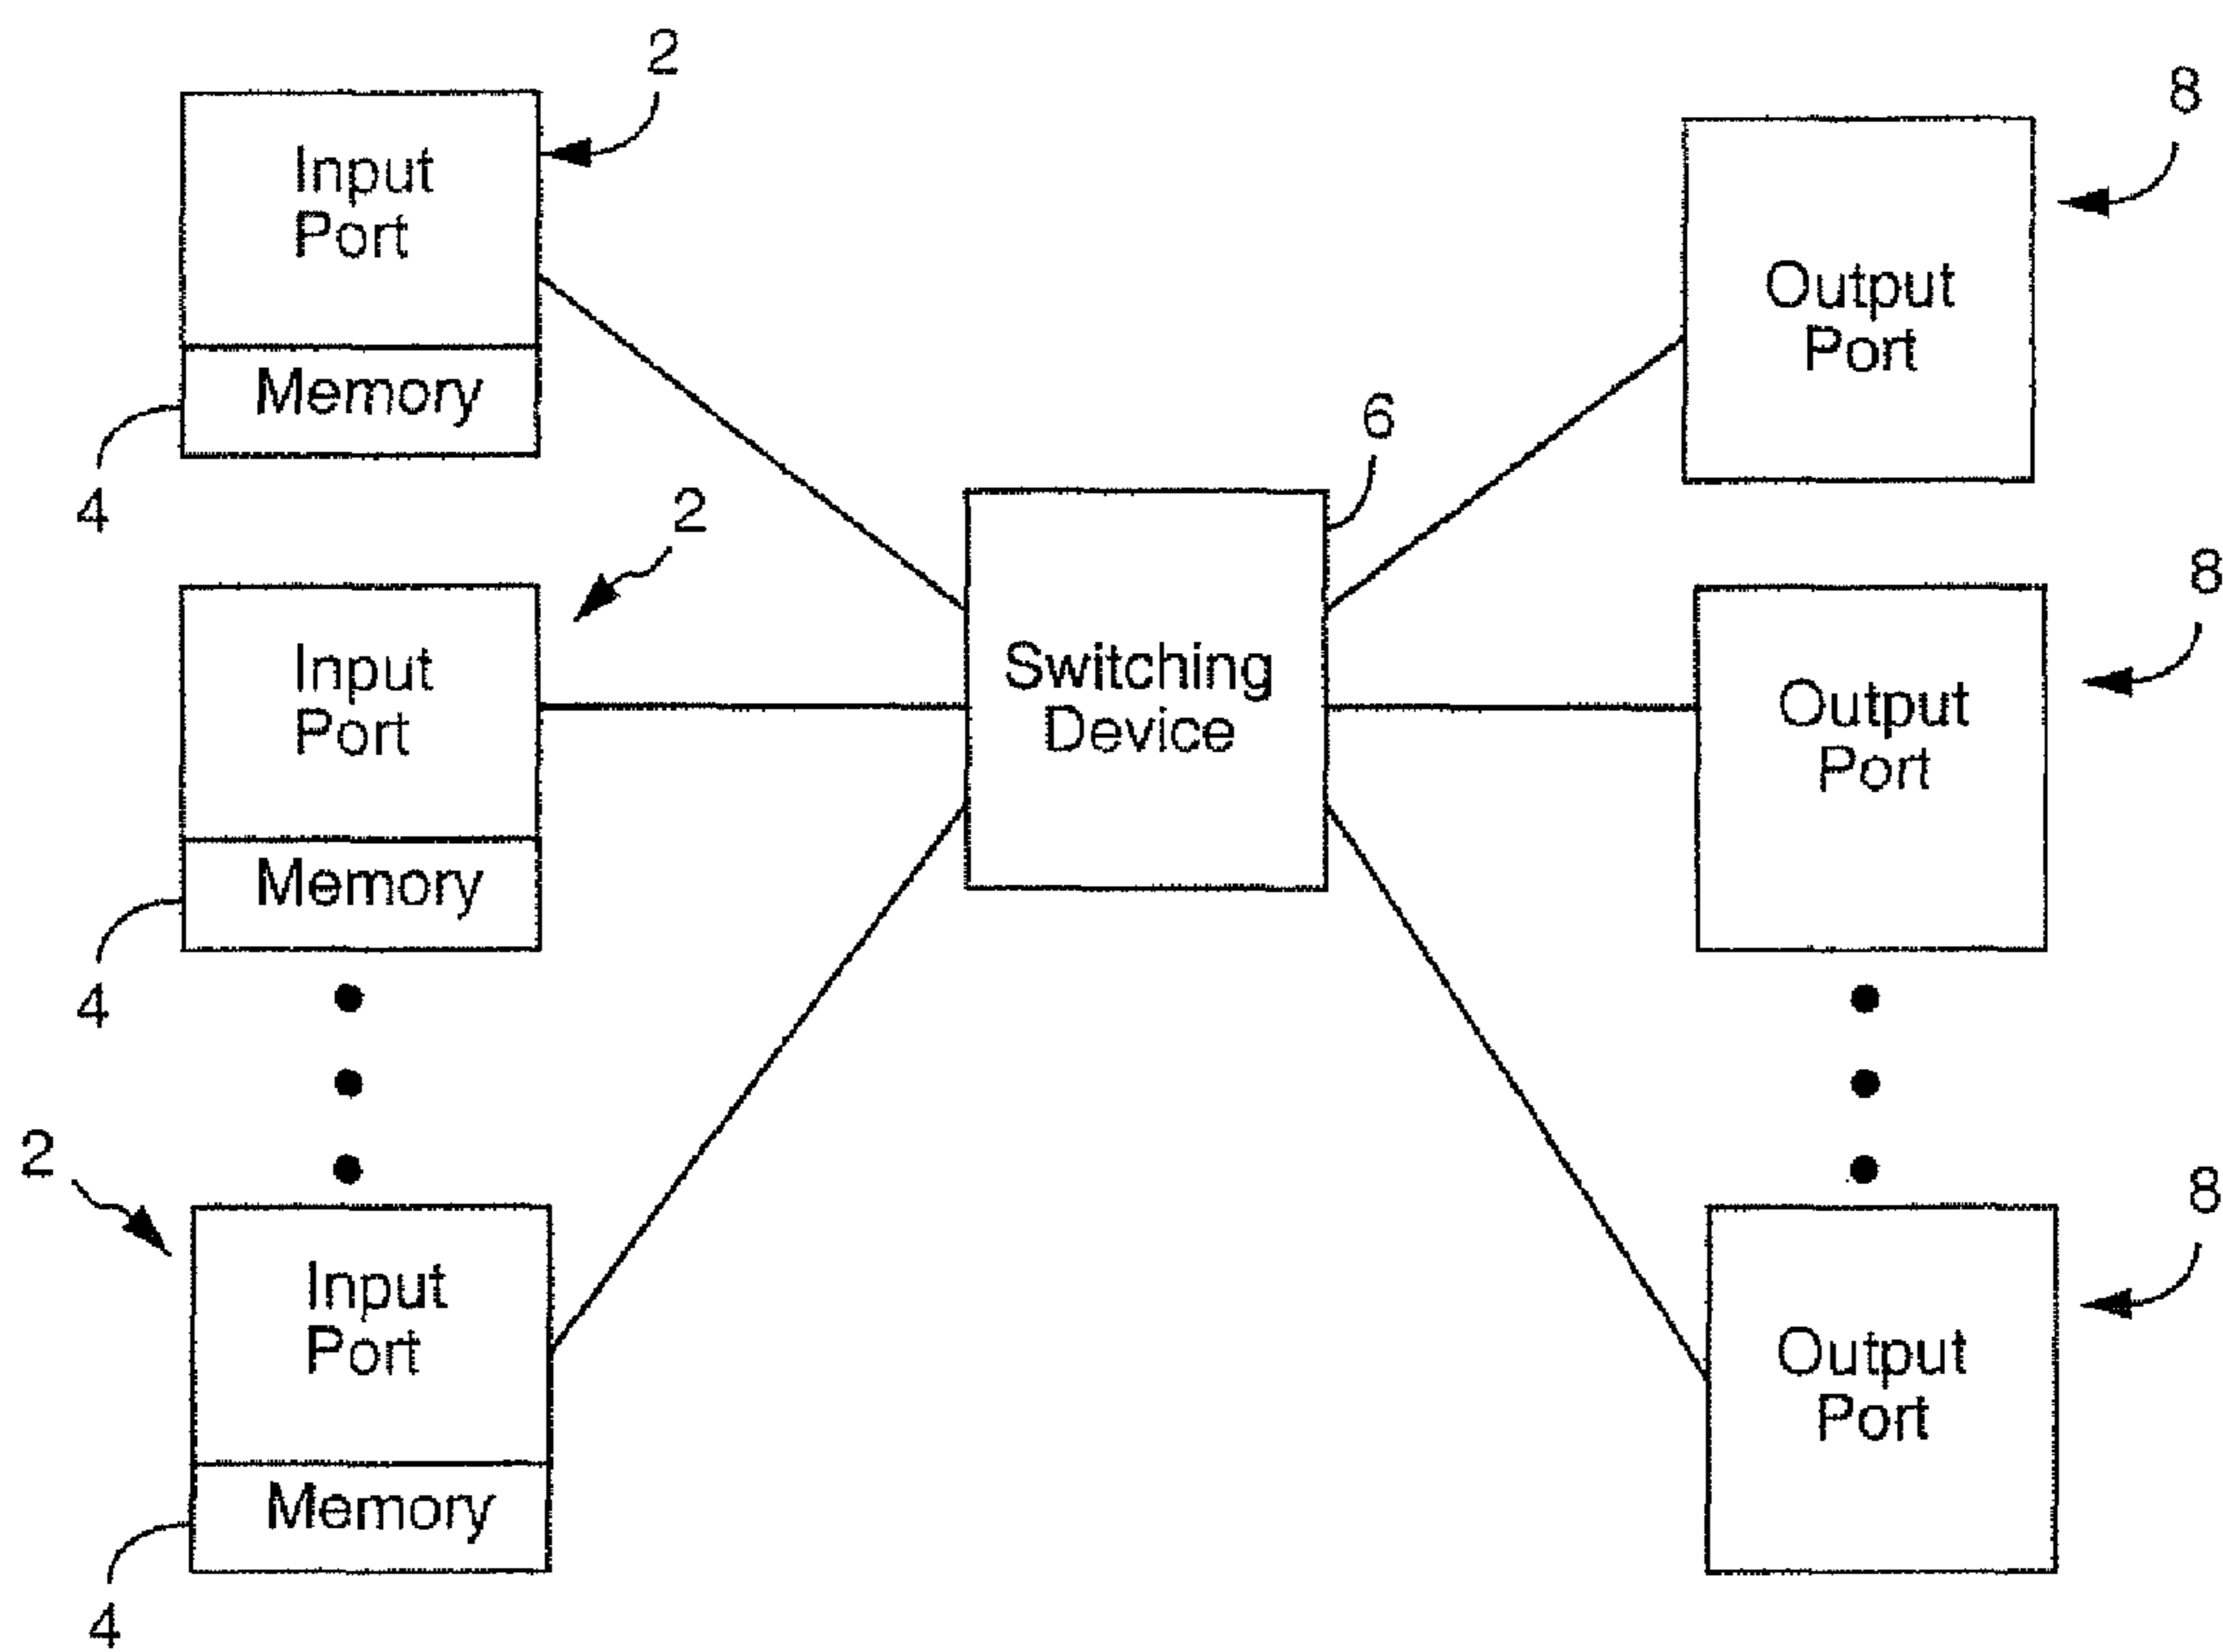 2
Input
Port
Memory
4
2
Input
Port
Memory
4
2
Input
Port
Memory
4
6
Switching
Device
8
Output
Port
8
Output
Port
8
Output
Port